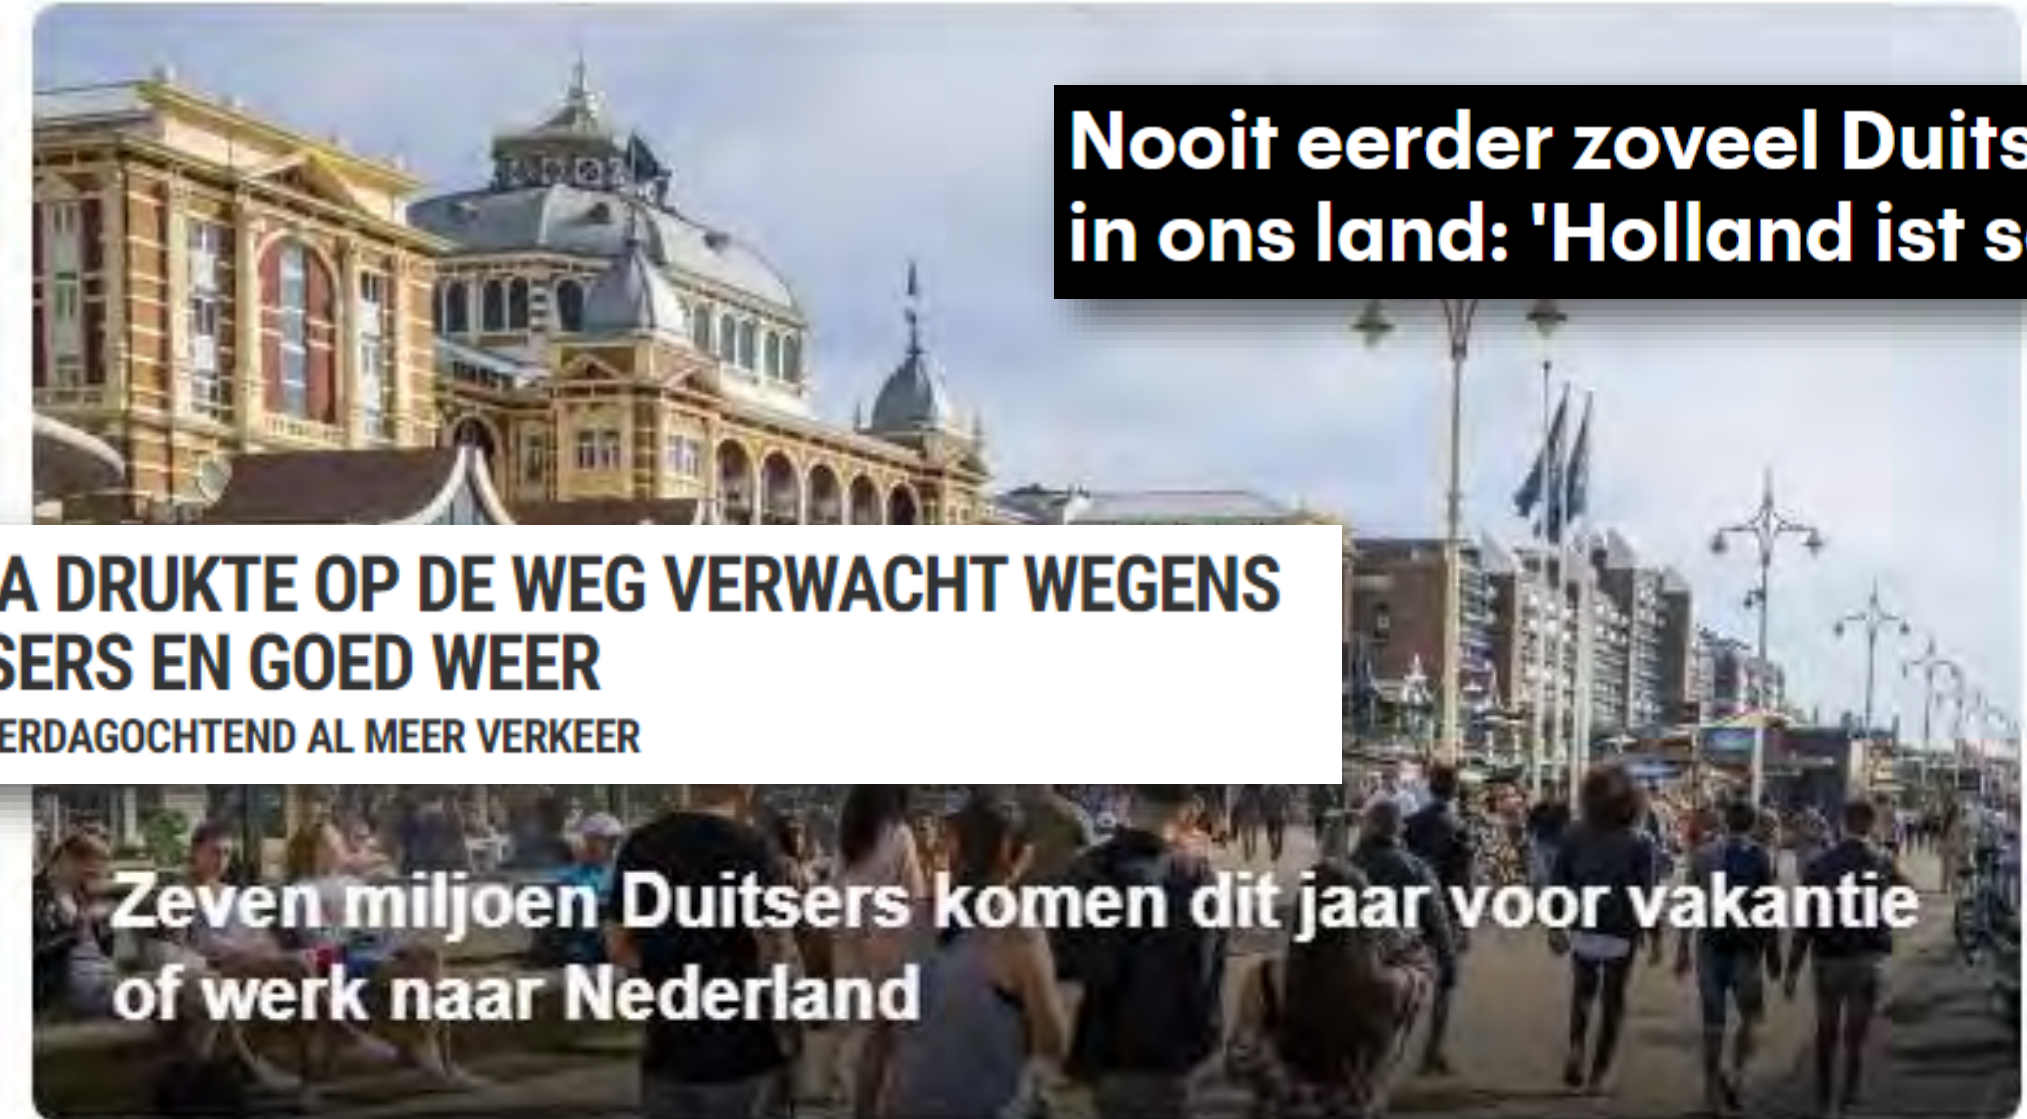 Nooit eerder zoveel Duits
in ons land: 'Holland ist s
A DRUKTE OP DE WEG VERWACHT WEGENS
SERS EN GOED WEER
ERDAGOCHTEND AL MEER VERKEER
Zeven miljoen Duitsers komen dit jaar voor vakantie
of werk naar Nederland